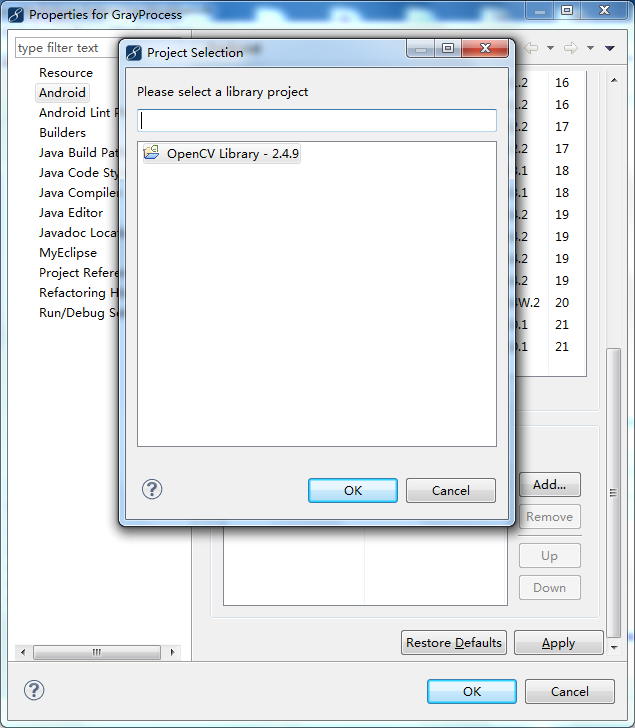 Properties for GrayProcess
type filter text
Resource
Android
Android Lint
Builders
Java Build Pat
Java Code Sty
Java Compiler
Java Editor
Javadoc Locat
MyEclipse
Project Refere
Refactoring H
Run/Debug Se
Project Selection
Please select a library project
OpenCV Library - 2.4.9
OK
Cancel
.2 16
.2 16
.2 17
.2 17
.1 18
.1 18
.2 19
.2 19
.2 19
.2 19
W.2 20
.1 21
.1 21
Add...
Remove
Up
Down
Restore Defaults
Apply
OK
Cancel